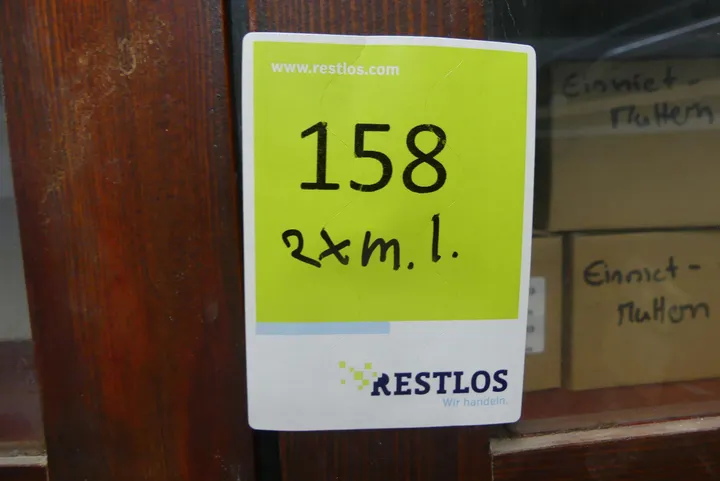 www.restlos.com
158
2xm.l.
RESTLOS
Wir handeln.
Einniet-
Muttern
Einniet-
Muttern